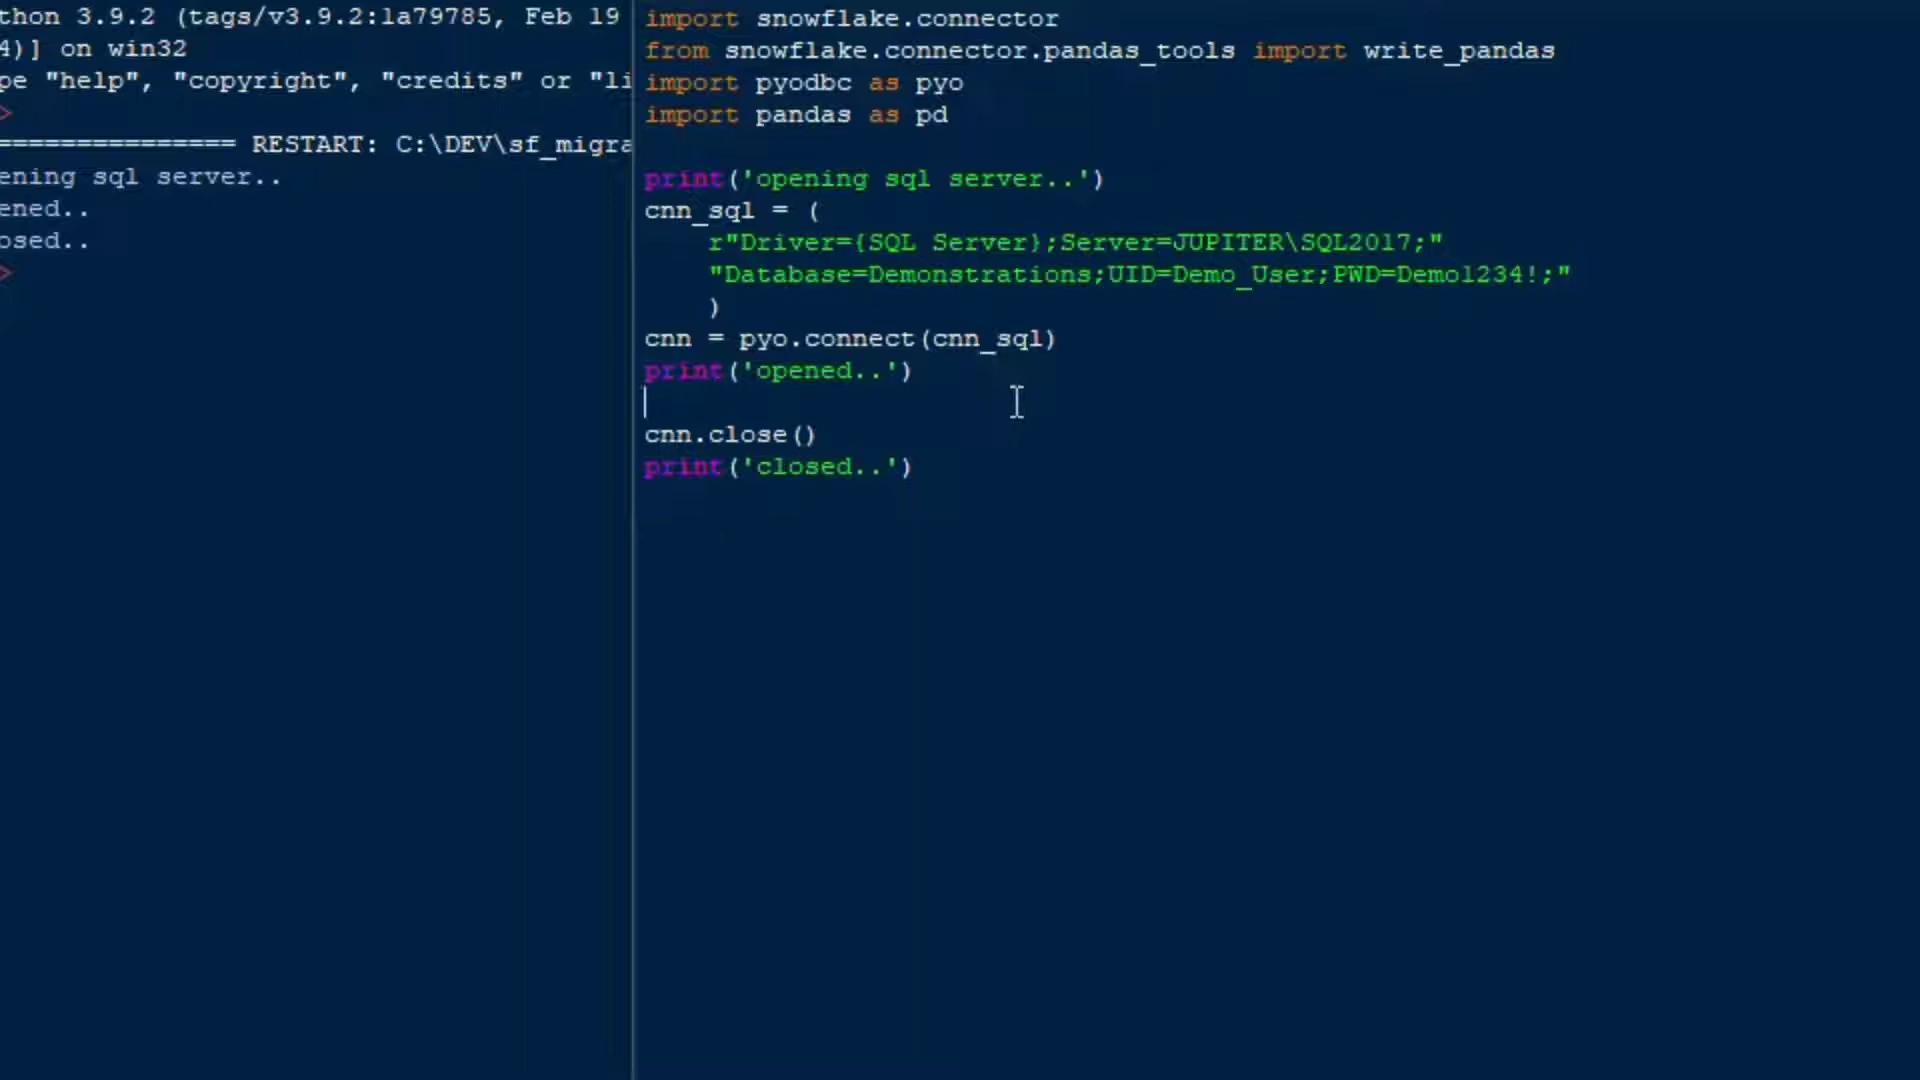 thon 3.9.2 (tags/v3.9.2:1a79785, Feb 19
4)] on win32
pe "help", "copyright", "credits" or "li
>
=============== RESTART: C:\DEV\sf_migra
ening sql server..
ened..
osed..
>
import snowflake.connector
from snowflake.connector.pandas_tools import write_pandas
import pyodbc as pyo
import pandas as pd
print('opening sql server..')
cnn_sql = (
r"Driver={SQL Server};Server=JUPITER\SQL2017;"
"Database=Demonstrations;UID=Demo_User;PWD=Demo1234!;"
)
cnn = pyo.connect(cnn_sql)
print('opened..')
cnn.close()
print('closed..')